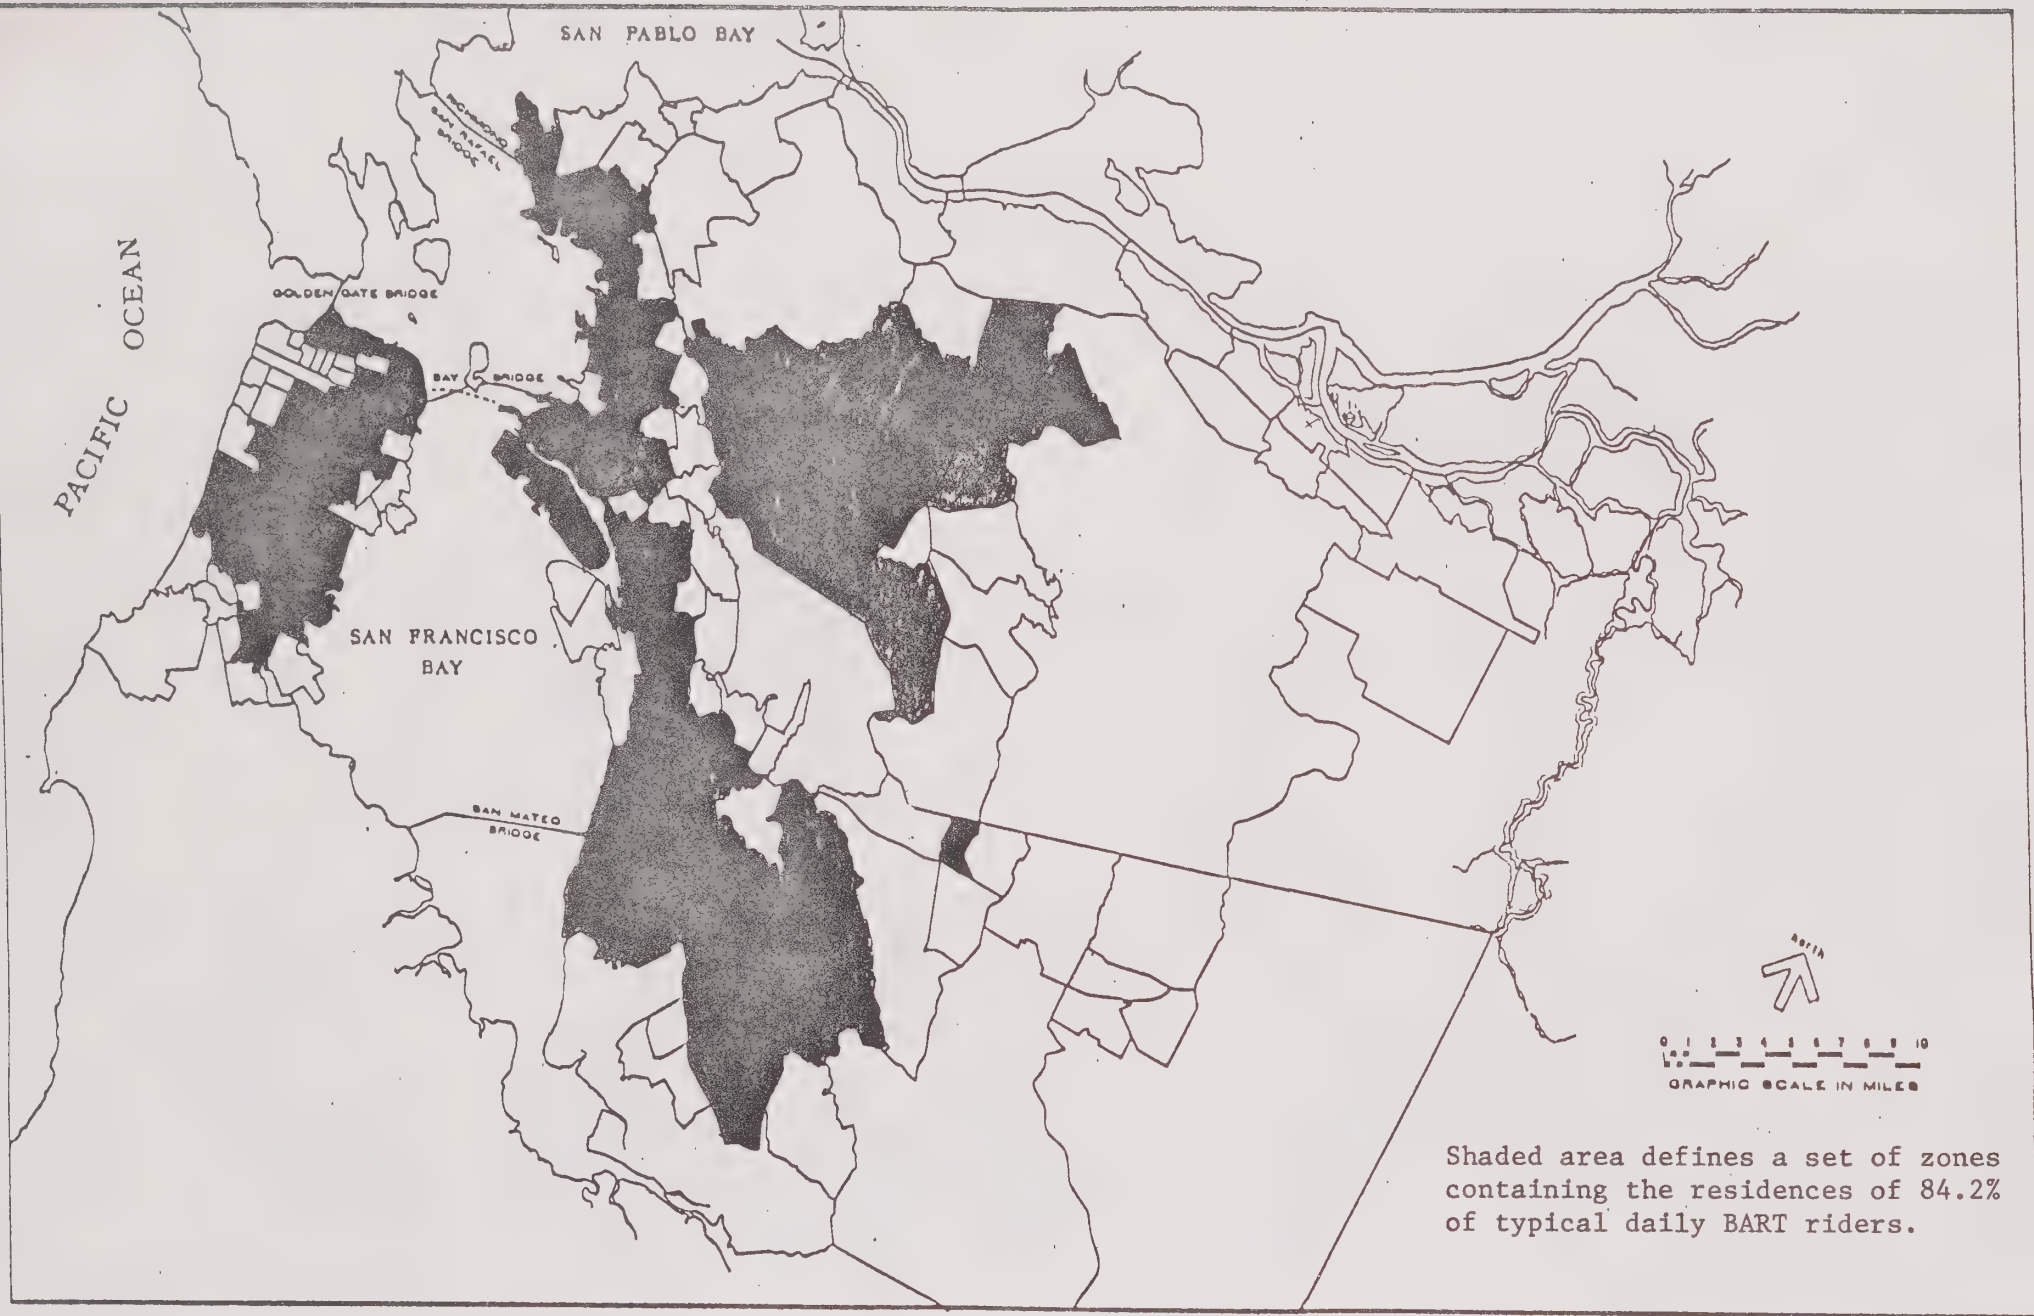 SAN PABLO BAY
RICHMOND
SAN RAFAEL
BRIDGE
PACIFIC OCEAN
GOLDEN GATE BRIDGE
BAY BRIDGE
SAN FRANCISCO
BAY
SAN MATEO
BRIDGE
North
0 1 2 3 4 5 6 7 8 9 10
GRAPHIC SCALE IN MILES
Shaded area defines a set of zones
containing the residences of 84.2%
of typical daily BART riders.